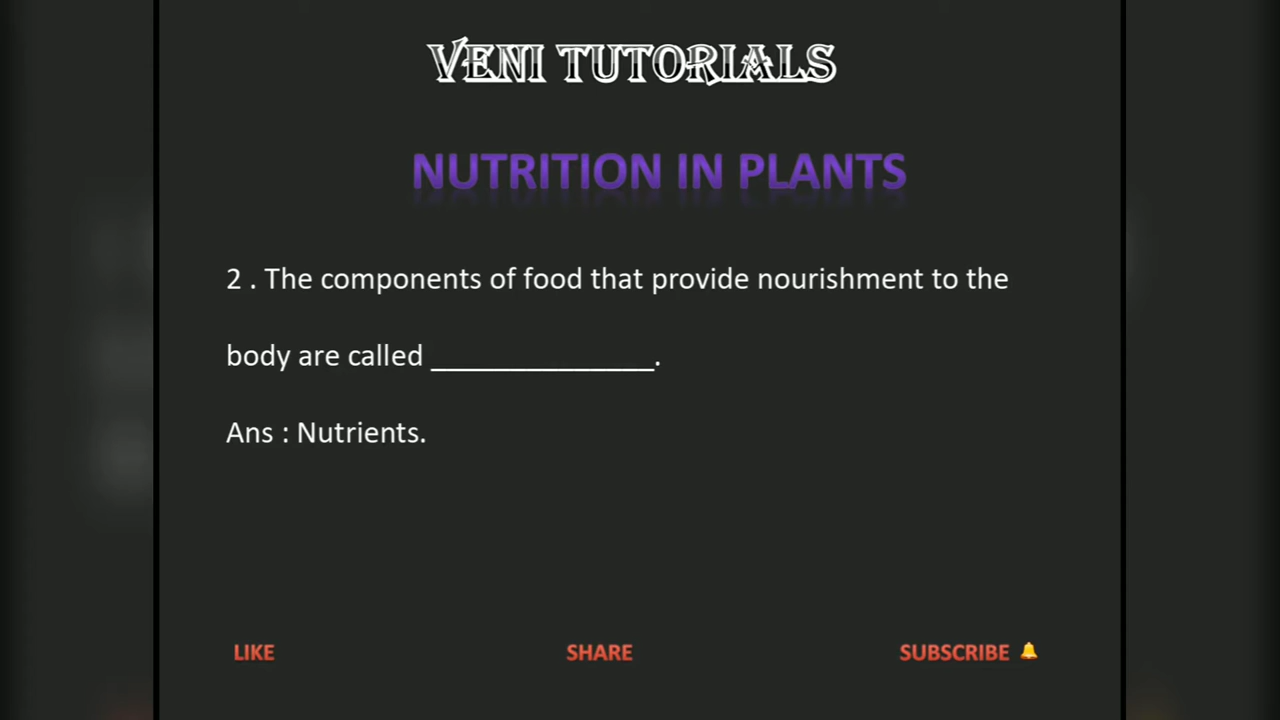 VENI TUTORIALS
NUTRITION IN PLANTS
2 . The components of food that provide nourishment to the
body are called _______________.
Ans : Nutrients.
LIKE SHARE SUBSCRIBE 🔔